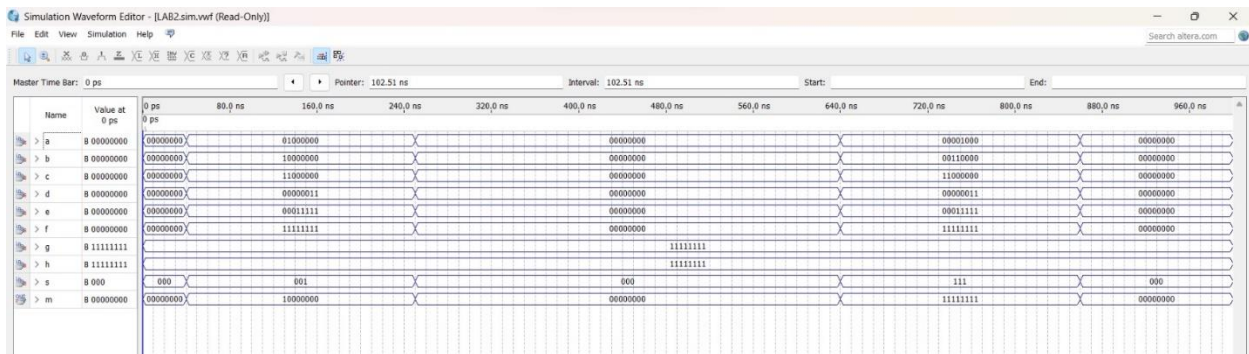 Simulation Waveform Editor - [LAB2.sim.vwf (Read-Only)]
File Edit View Simulation Help
Search altera.com
Master Time Bar: 0 ps Pointer: 102.51 ns Interval: 102.51 ns Start: End:
Name Value at 0 ps 0 ps 80.0 ns 160.0 ns 240.0 ns 320.0 ns 400.0 ns 480.0 ns 560.0 ns 640.0 ns 720.0 ns 800.0 ns 880.0 ns 960.0 ns
0 ps
a B 00000000 00000000 01000000 00000000 00001000 00000000
b B 00000000 00000000 10000000 00000000 00110000 00000000
c B 00000000 00000000 11000000 00000000 11000000 00000000
d B 00000000 00000000 00000011 00000000 00000011 00000000
e B 00000000 00000000 00011111 00000000 00011111 00000000
f B 00000000 00000000 11111111 00000000 11111111 00000000
g B 11111111 11111111
h B 11111111 11111111
s B 000 000 001 000 111 000
m B 00000000 00000000 10000000 00000000 11111111 00000000